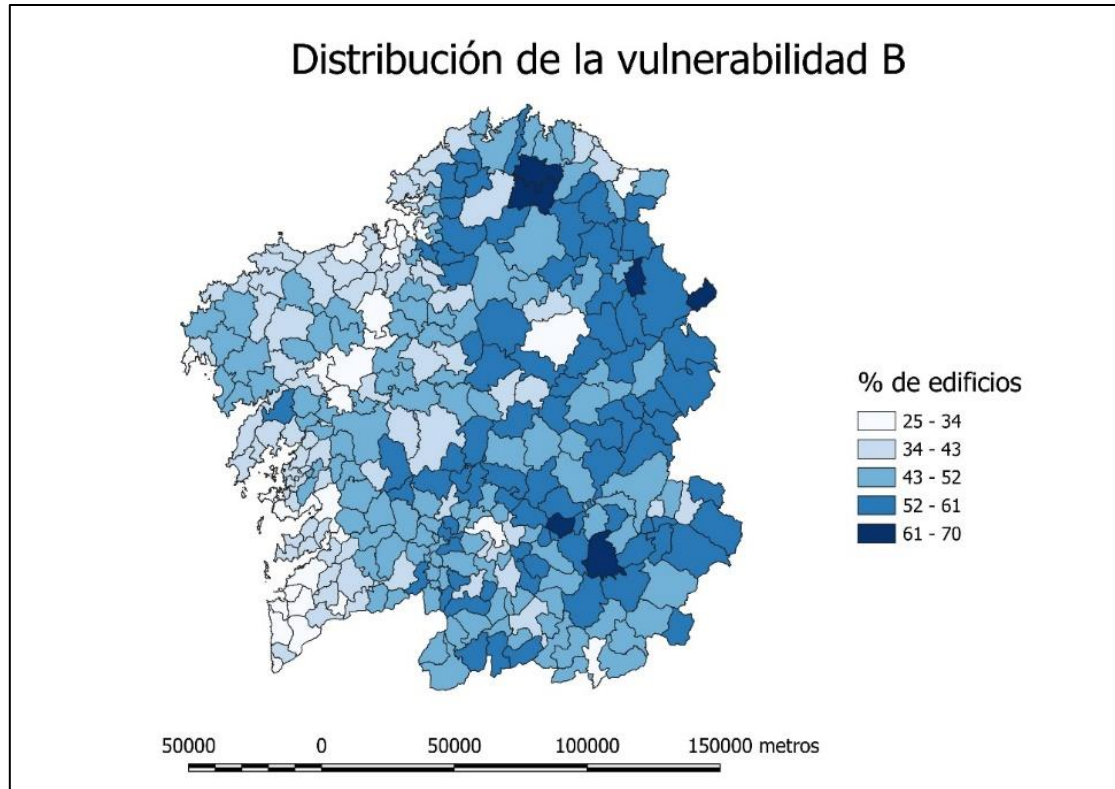 Distribución de la vulnerabilidad B
% de edificios
25 - 34
34 - 43
43 - 52
52 - 61
61 - 70
50000 0 50000 100000 150000 metros